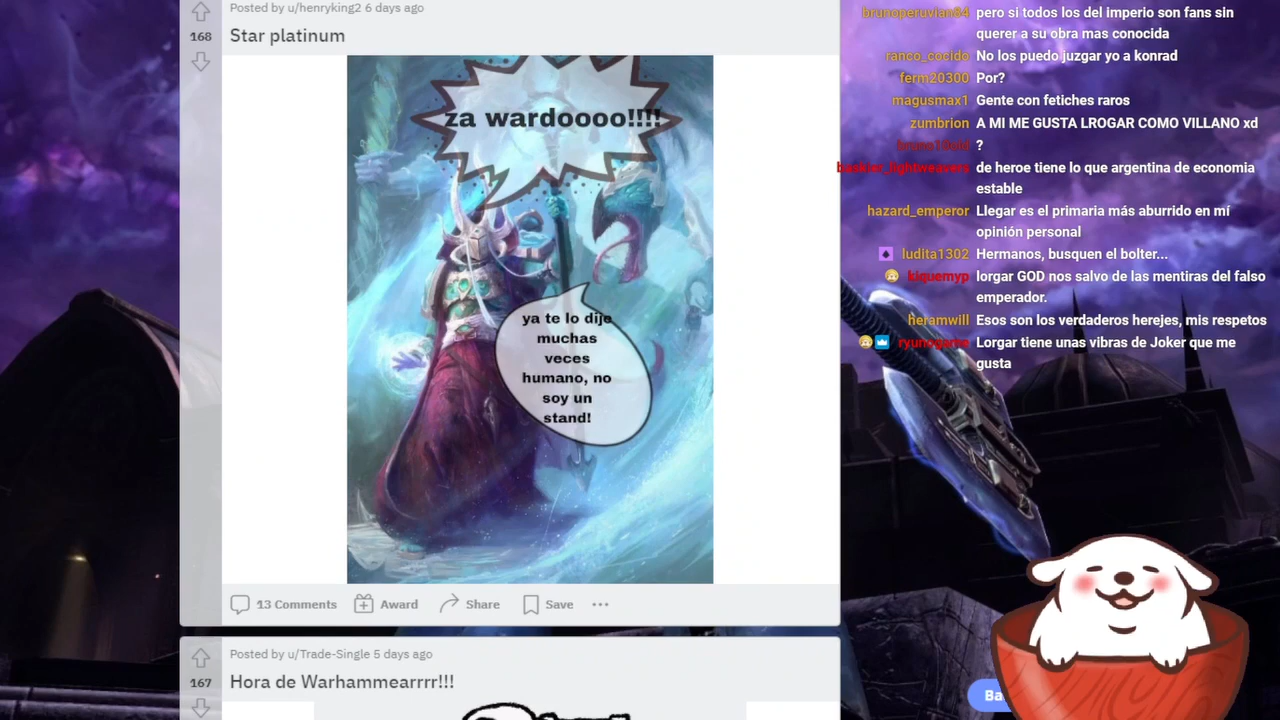 Posted by u/henryking2 6 days ago
168
Star platinum
za wardoooo!!!!
ya te lo dije
muchas
veces
humano, no
soy un
stand!
13 Comments
Award
Share
Save
Posted by u/Trade-Single 5 days ago
167
Hora de Warhammearrrr!!!
brunoperuvian84 pero si todos los del imperio son fans sin
querer a su obra mas conocida
ranco_cocido No los puedo juzgar yo a konrad
ferm20300 Por?
magusmax1 Gente con fetiches raros
zumbrion A MI ME GUSTA LROGAR COMO VILLANO xd
?
baskier_lightweavers de heroe tiene lo que argentina de economia
estable
hazard_emperor Llegar es el primaria más aburrido en mí
opinión personal
ludita1302 Hermanos, busquen el bolter...
kiquemyp lorgar GOD nos salvo de las mentiras del falso
emperador.
heramwill Esos son los verdaderos herejes, mis respetos
Lorgar tiene unas vibras de Joker que me
gusta
Ba